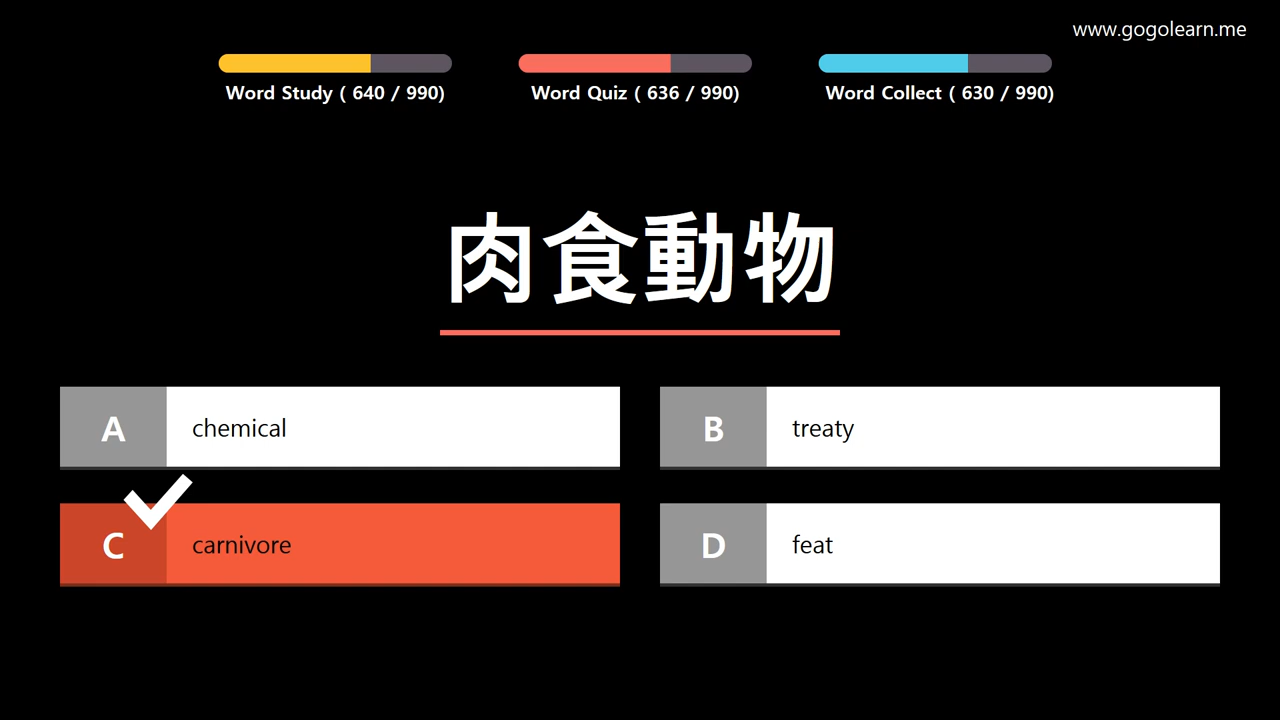 www.gogolearn.me
Word Study ( 640 / 990)
Word Quiz ( 636 / 990)
Word Collect ( 630 / 990)
肉食動物
A chemical
B treaty
C carnivore
D feat